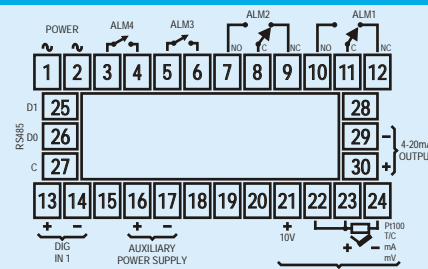 POWER ALM4 ALM3 ALM2 ALM1
NO C NC NO C NC
1 2 3 4 5 6 7 8 9 10 11 12
D1 25 28
RS485 D0 26 29 − 4-20mA
OUTPUT
C 27 30 +
13 14 15 16 17 18 19 20 21 22 23 24
+ − + − + Pt100
10V T/C
DIG AUXILIARY + − mA
IN 1 POWER SUPPLY mV